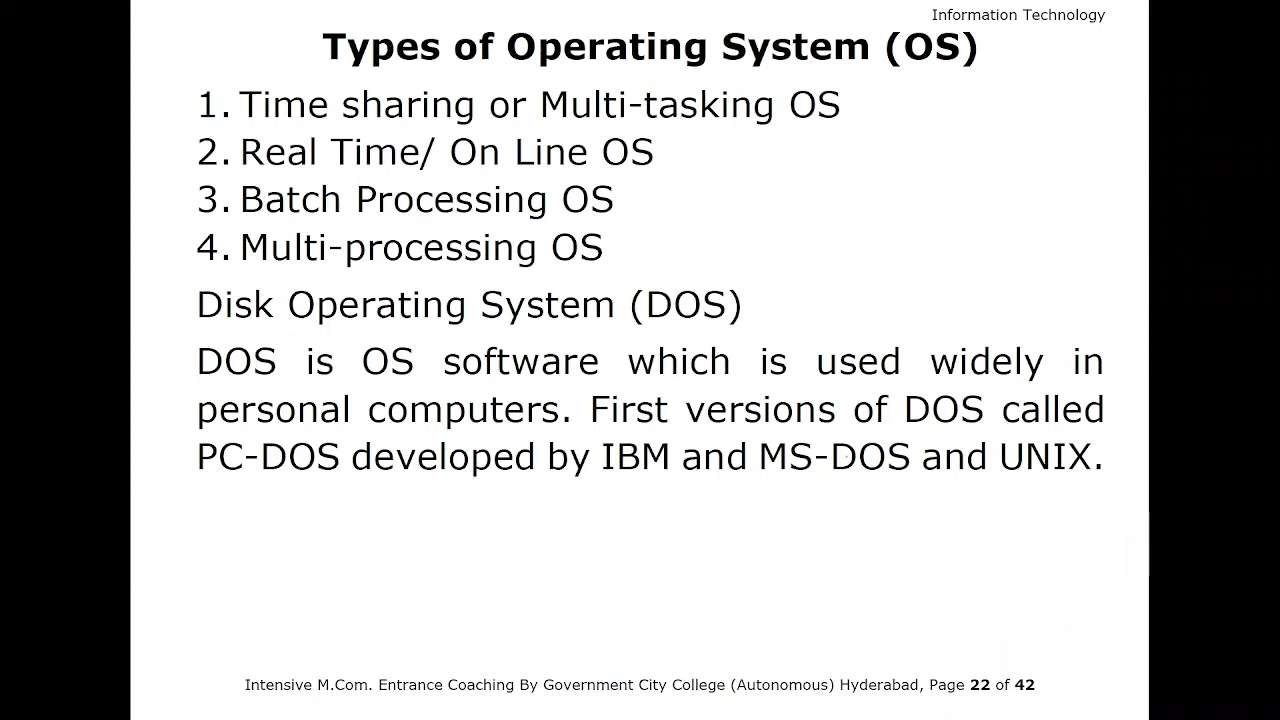 Information Technology
Types of Operating System (OS)
1. Time sharing or Multi-tasking OS
2. Real Time/ On Line OS
3. Batch Processing OS
4. Multi-processing OS
Disk Operating System (DOS)
DOS is OS software which is used widely in
personal computers. First versions of DOS called
PC-DOS developed by IBM and MS-DOS and UNIX.
Intensive M.Com. Entrance Coaching By Government City College (Autonomous) Hyderabad, Page 22 of 42